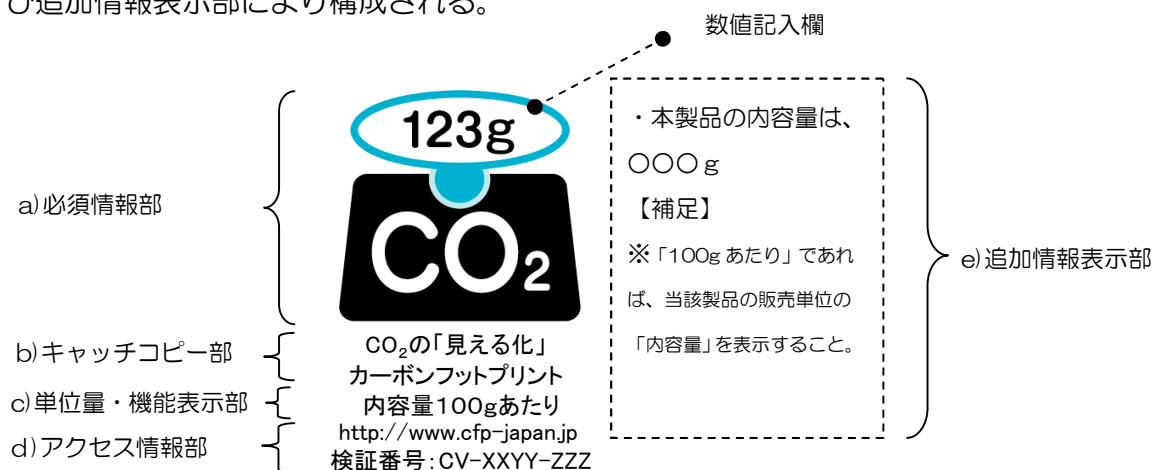 び追加情報表示部により構成される。
数値記入欄
123g
CO2
a)必須情報部
b)キャッチコピー部
c)単位量・機能表示部
d)アクセス情報部
CO₂の「見える化」
カーボンフットプリント
内容量100gあたり
http://www.cfp-japan.jp
検証番号:CV-XXYY-ZZZ
・本製品の内容量は、
○○○g
【補足】
※「100gあたり」であれ
ば、当該製品の販売単位の
「内容量」を表示すること。
e)追加情報表示部